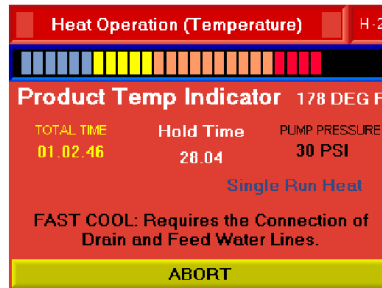 Heat Operation (Temperature) H-2
Product Temp Indicator 178 DEG F
TOTAL TIME Hold Time PUMP PRESSURE
01.02.46 28.04 30 PSI
Single Run Heat
FAST COOL: Requires the Connection of
Drain and Feed Water Lines.
ABORT